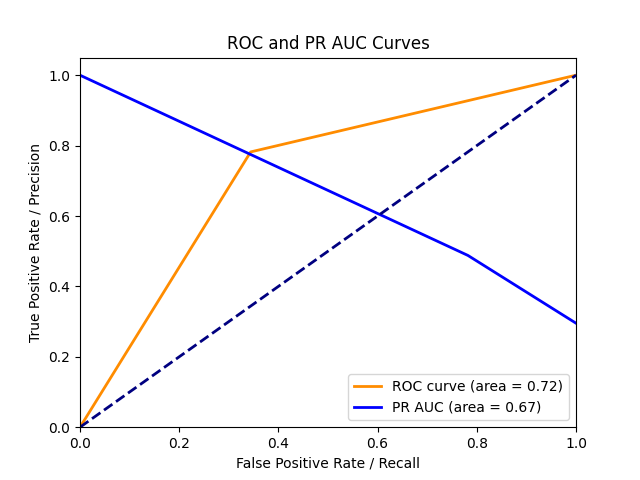 ROC and PR AUC Curves
True Positive Rate / Precision
1.0
0.8
0.6
0.4
0.2
0.0
0.0 0.2 0.4 0.6 0.8 1.0
False Positive Rate / Recall
ROC curve (area = 0.72)
PR AUC (area = 0.67)